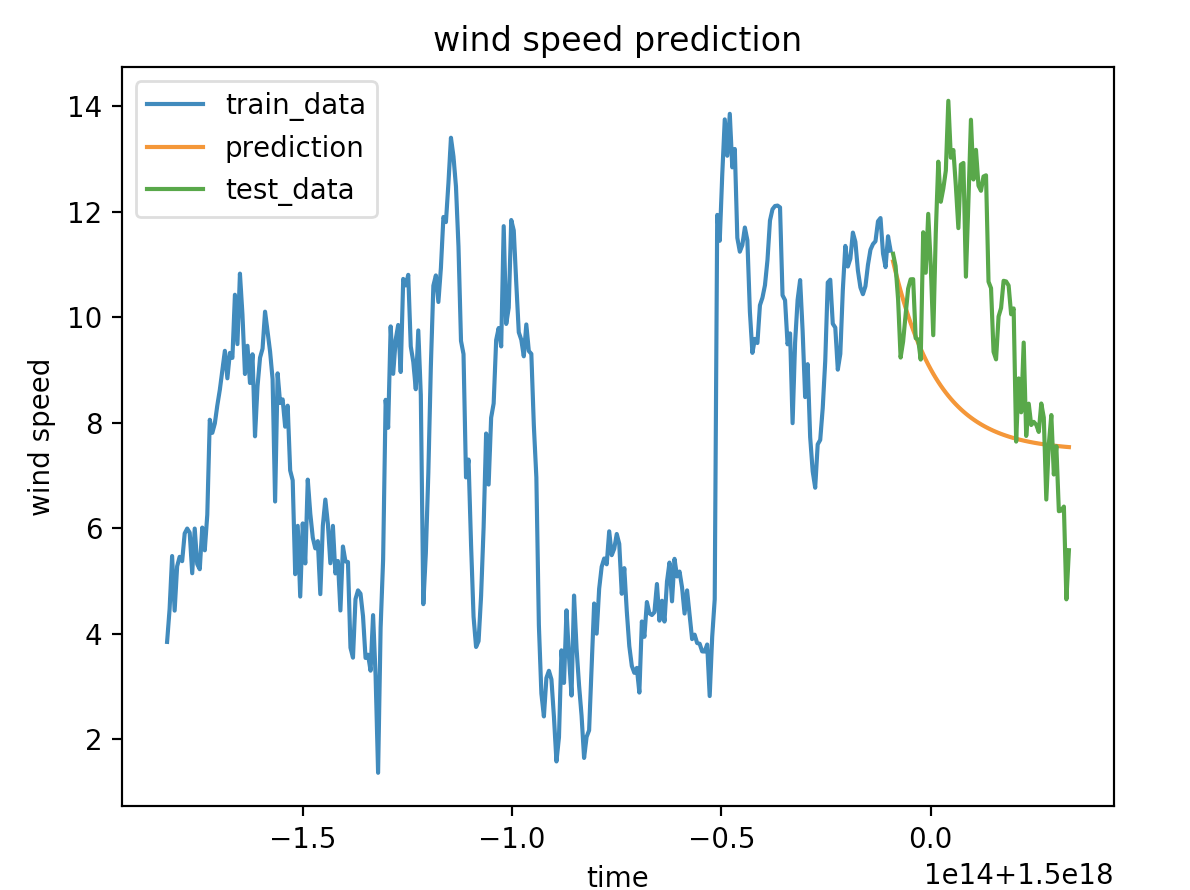 wind speed prediction
train_data
prediction
test_data
wind speed
14
12
10
8
6
4
2
−1.5 −1.0 −0.5 0.0
time
1e14+1.5e18